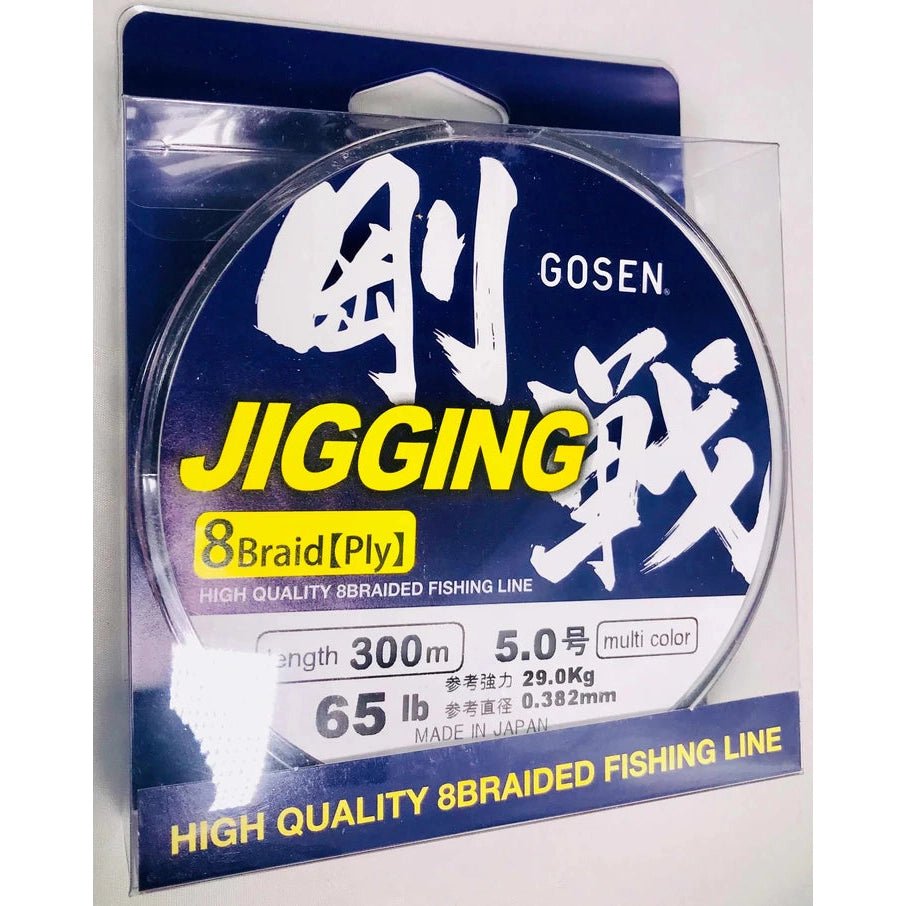 剛戦
GOSEN®
JIGGING
8Braid【Ply】
HIGH QUALITY 8BRAIDED FISHING LINE
length 300m
5.0号
multi color
65 lb
参考強力 29.0Kg
参考直径 0.382mm
MADE IN JAPAN
HIGH QUALITY 8BRAIDED FISHING LINE